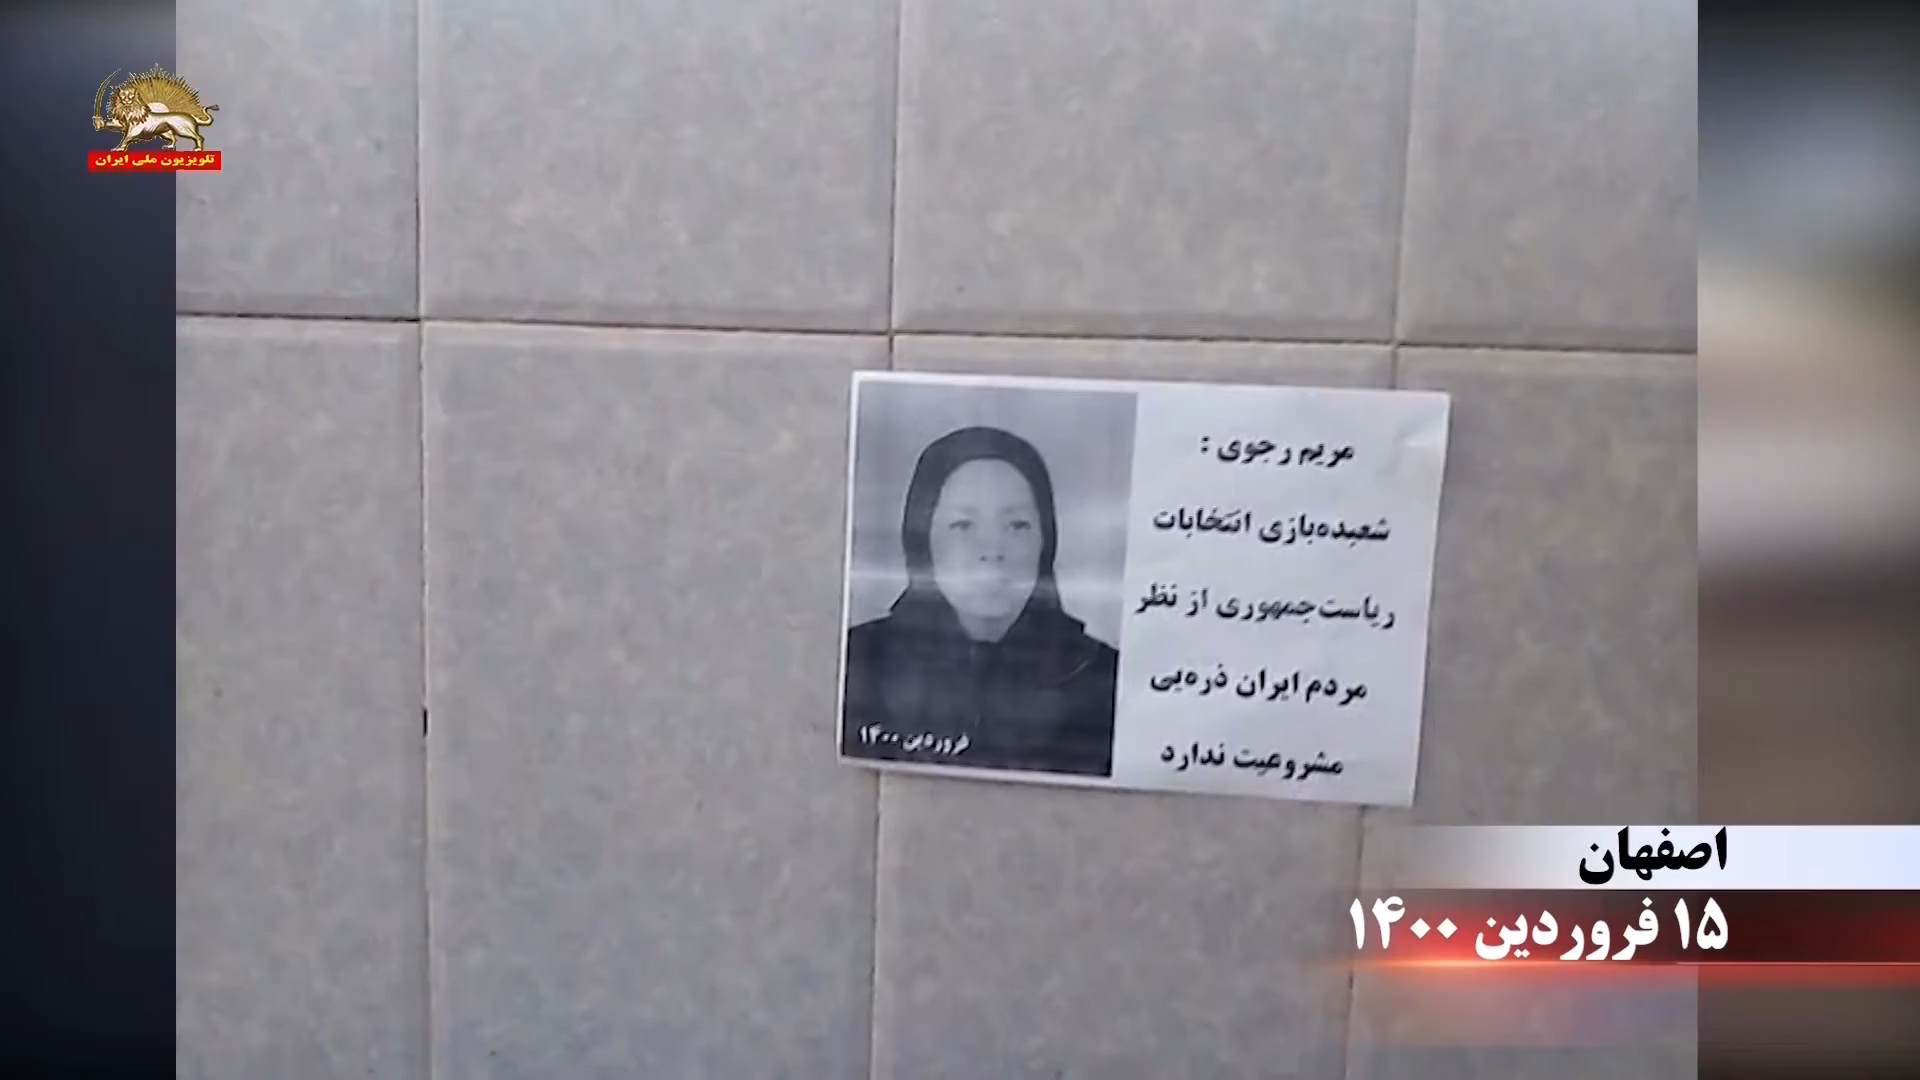 تلویزیون ملی ایران
مریم رجوی :
شعبده‌بازی انتخابات
ریاست‌جمهوری از نظر
مردم ایران ذره‌یی
مشروعیت ندارد
فروردین ۱۴۰۰
اصفهان
۱۵ فروردین ۱۴۰۰